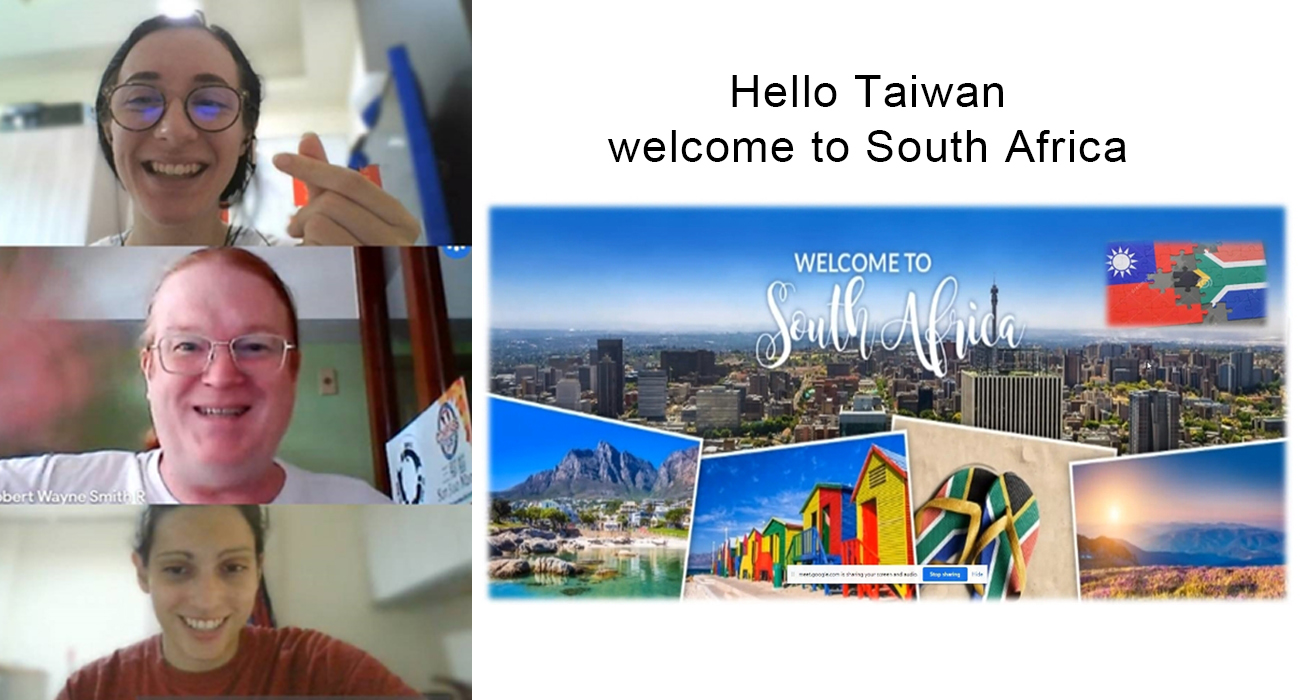 Hello Taiwan
welcome to South Africa
WELCOME TO
South Africa
obert Wayne Smith R
meet.google.com is sharing your screen and audio. Stop sharing Hide